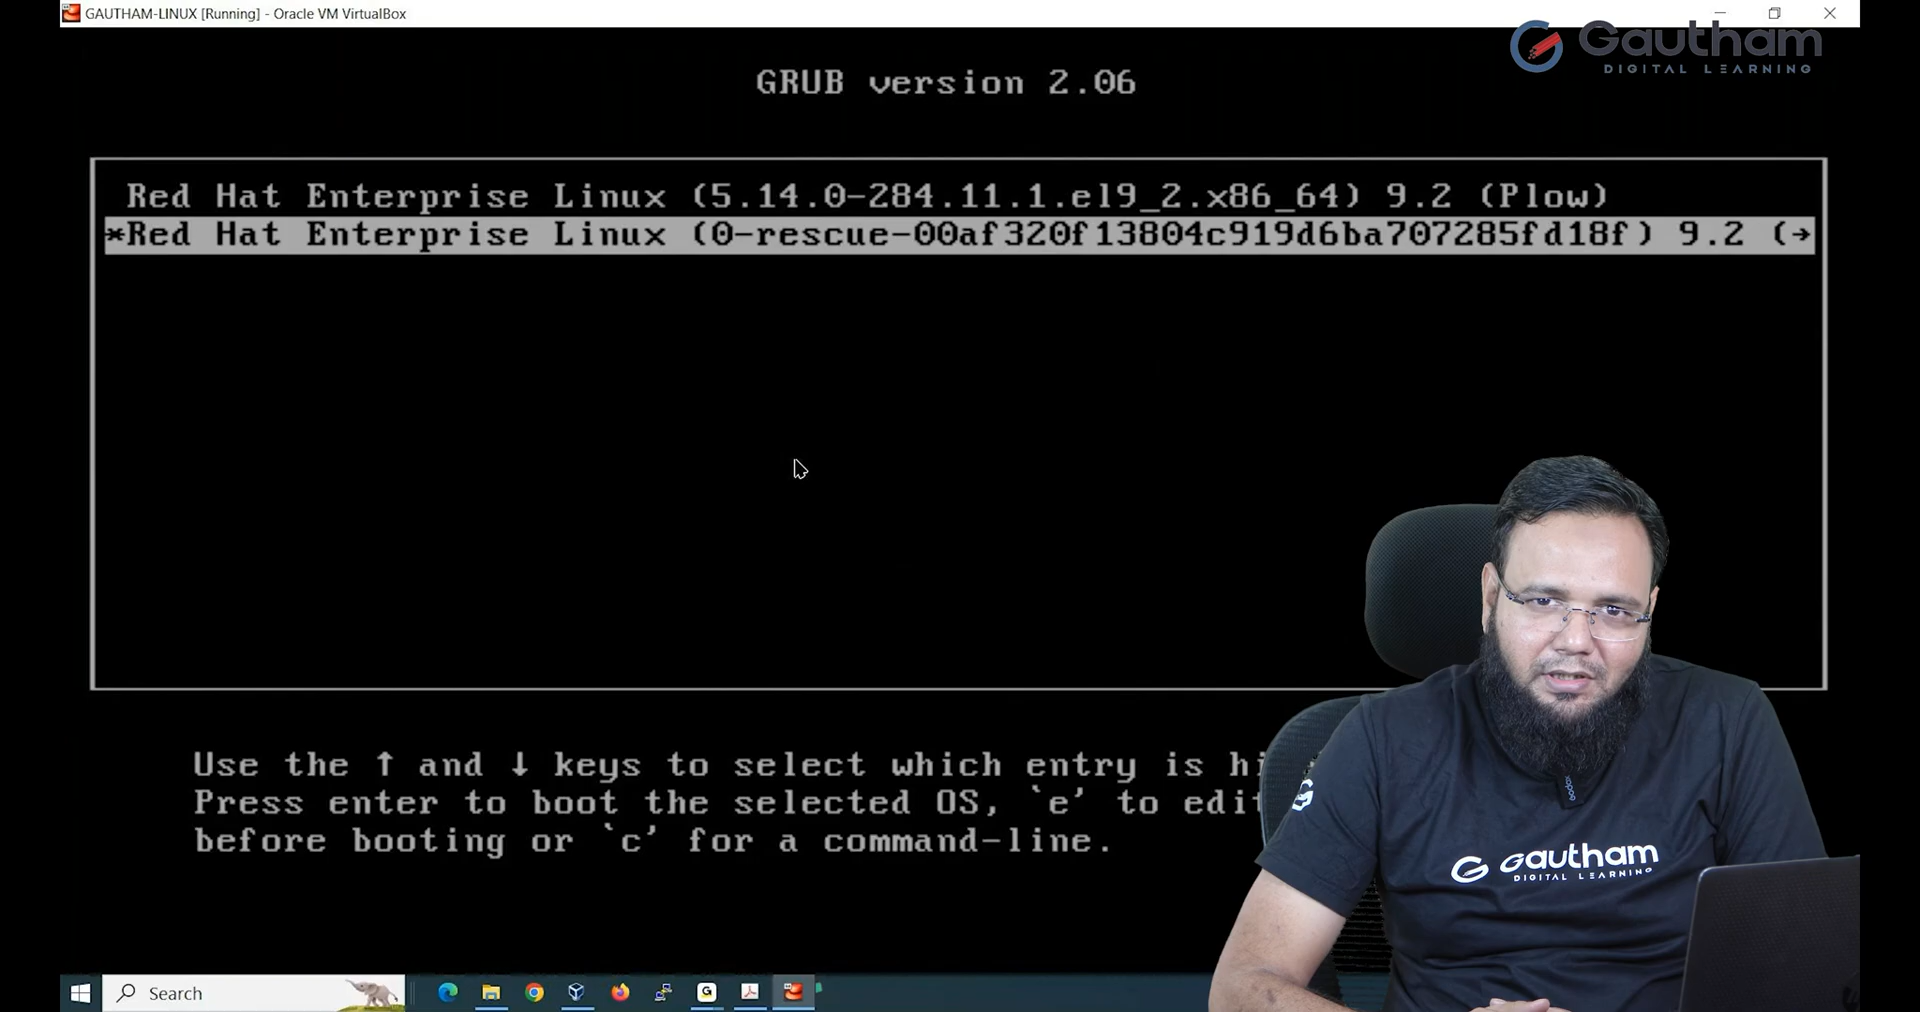 GAUTHAM-LINUX [Running] - Oracle VM VirtualBox
Gautham
DIGITAL LEARNING
GRUB version 2.06
Red Hat Enterprise Linux (5.14.0-284.11.1.el9_2.x86_64) 9.2 (Plow)
*Red Hat Enterprise Linux (0-rescue-00af320f13804c919d6ba707285fd18f) 9.2 (→
Use the ↑ and ↓ keys to select which entry is hi
Press enter to boot the selected OS, `e' to edit
before booting or `c' for a command-line.
G Gautham
DIGITAL LEARNING
Search